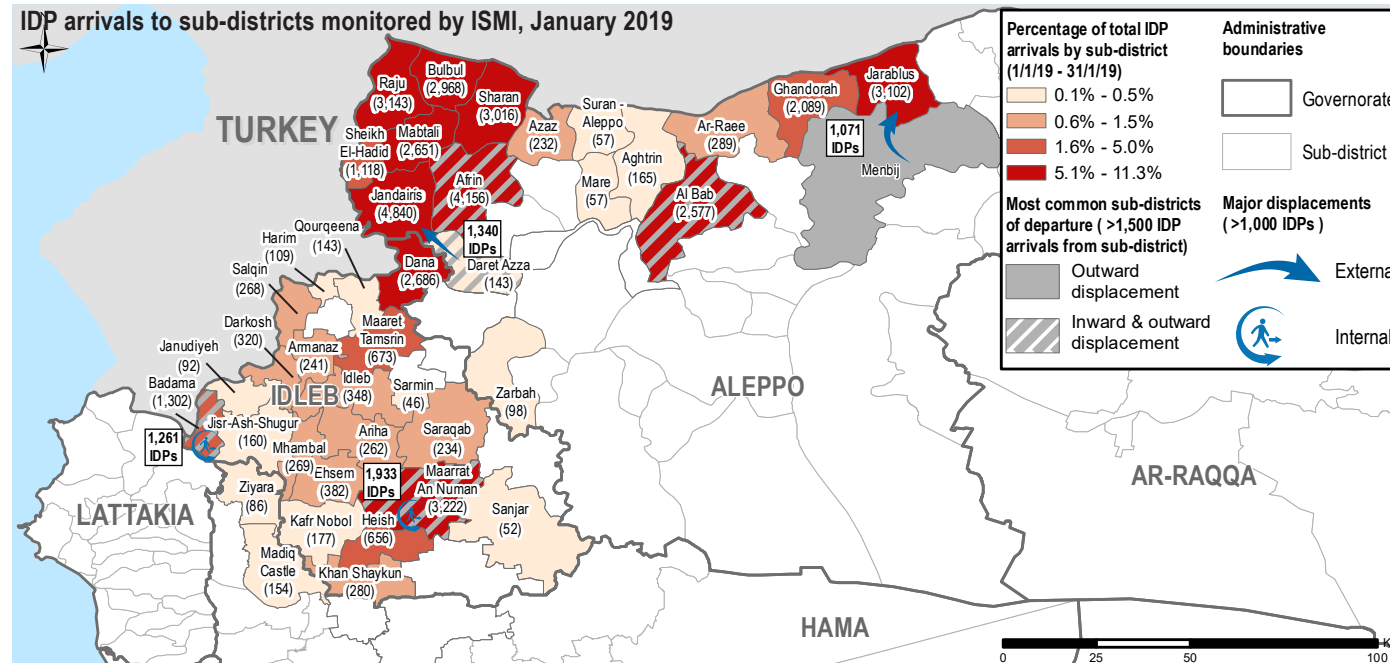 IDP arrivals to sub-districts monitored by ISMI, January 2019
Percentage of total IDP
arrivals by sub-district
(1/1/19 - 31/1/19)
0.1% - 0.5%
0.6% - 1.5%
1.6% - 5.0%
5.1% - 11.3%
Most common sub-districts
of departure ( >1,500 IDP
arrivals from sub-district)
Outward
displacement
Inward & outward
displacement
Administrative
boundaries
Governorate
Sub-district
Major displacements
( >1,000 IDPs )
Externa
Internal
TURKEY
Raju
(3,143)
Bulbul
(2,968)
Sharan
(3,016)
Sheikh
El-Hadid
(1,118)
Mabtali
(2,651)
Jandairis
(4,840)
Afrin
(4,156)
Azaz
(232)
Suran -
Aleppo
(57)
Aghtrin
(165)
Mare
(57)
Ar-Raee
(289)
Ghandorah
(2,089)
Jarablus
(3,102)
1,071
IDPs
Menbij
Al Bab
(2,577)
1,340
IDPs
Daret Azza
(143)
Dana
(2,686)
Qourqeena
(143)
Harim
(109)
Salqin
(268)
Darkosh
(320)
Janudiyeh
(92)
Badama
(1,302)
1,261
IDPs
Armanaz
(241)
Maaret
Tamsrin
(673)
IDLEB
Idleb
(348)
Sarmin
(46)
Zarbah
(98)
ALEPPO
Jisr-Ash-Shugur
(160)
Mhambal
(269)
Ariha
(262)
Saraqab
(234)
Ehsem
(382)
1,933
IDPs
Maarrat
An Numan
(3,222)
Sanjar
(52)
Ziyara
(86)
Kafr Nobol
(177)
Heish
(656)
Madiq
Castle
(154)
Khan Shaykun
(280)
LATTAKIA
AR-RAQQA
HAMA
0 25 50 100 K